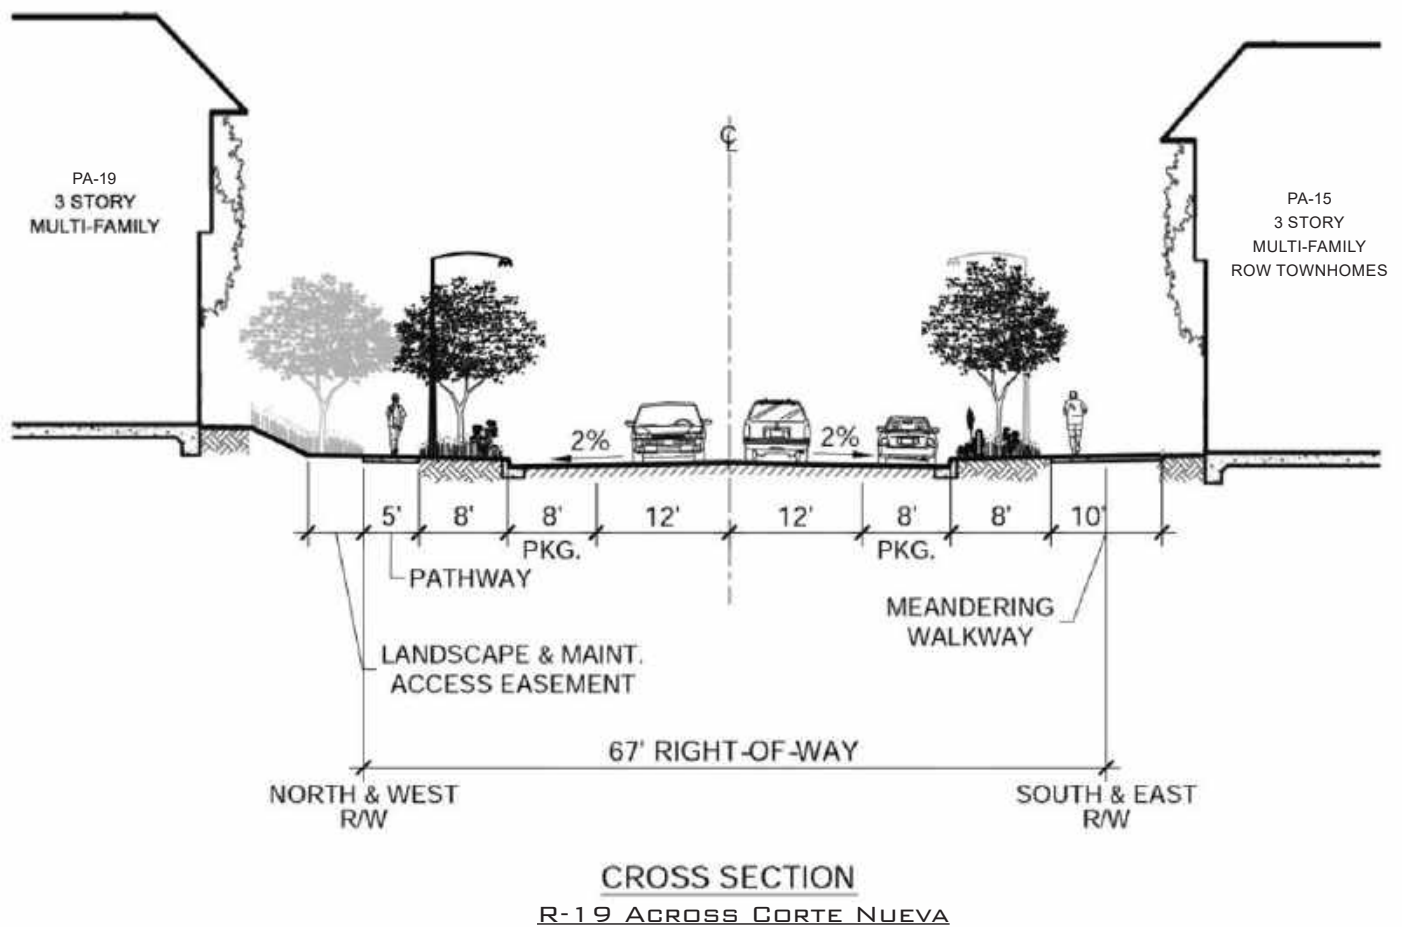 ℄
PA-19
3 STORY
MULTI-FAMILY
PA-15
3 STORY
MULTI-FAMILY
ROW TOWNHOMES
2%
2%
5' 8' 8' 12' 12' 8' 8' 10'
PKG. PKG.
PATHWAY
MEANDERING
WALKWAY
LANDSCAPE & MAINT.
ACCESS EASEMENT
67' RIGHT-OF-WAY
NORTH & WEST
R/W
SOUTH & EAST
R/W
CROSS SECTION
R-19 ACROSS CORTE NUEVA